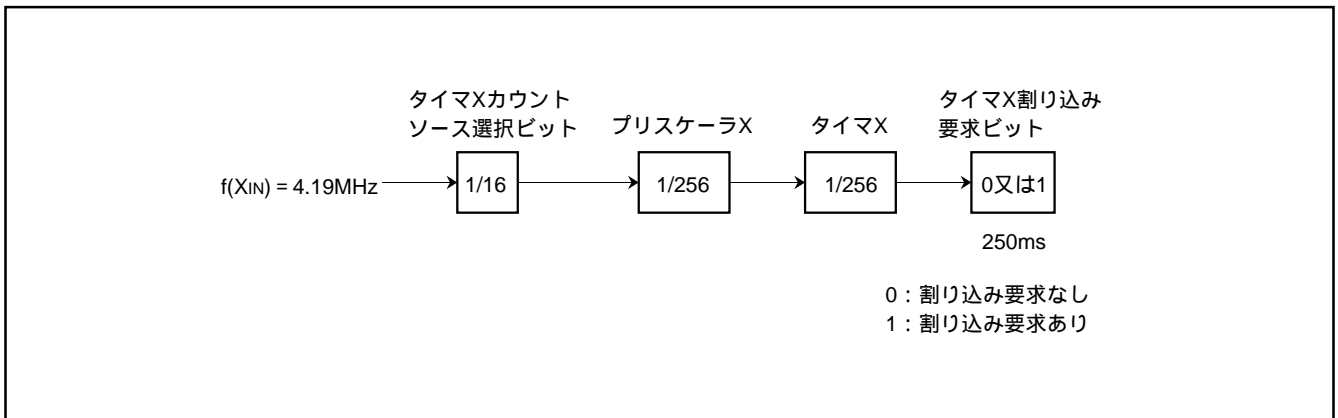 タイマXカウント
ソース選択ビット
プリスケーラX
タイマX
タイマX割り込み
要求ビット
f(XIN) = 4.19MHz
1/16
1/256
1/256
0又は1
250ms
0：割り込み要求なし
1：割り込み要求あり